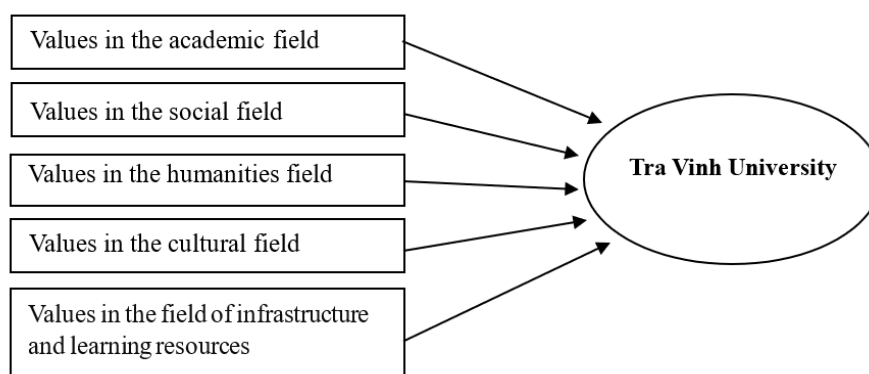 Values in the academic field
Values in the social field
Values in the humanities field
Values in the cultural field
Values in the field of infrastructure
and learning resources
Tra Vinh University